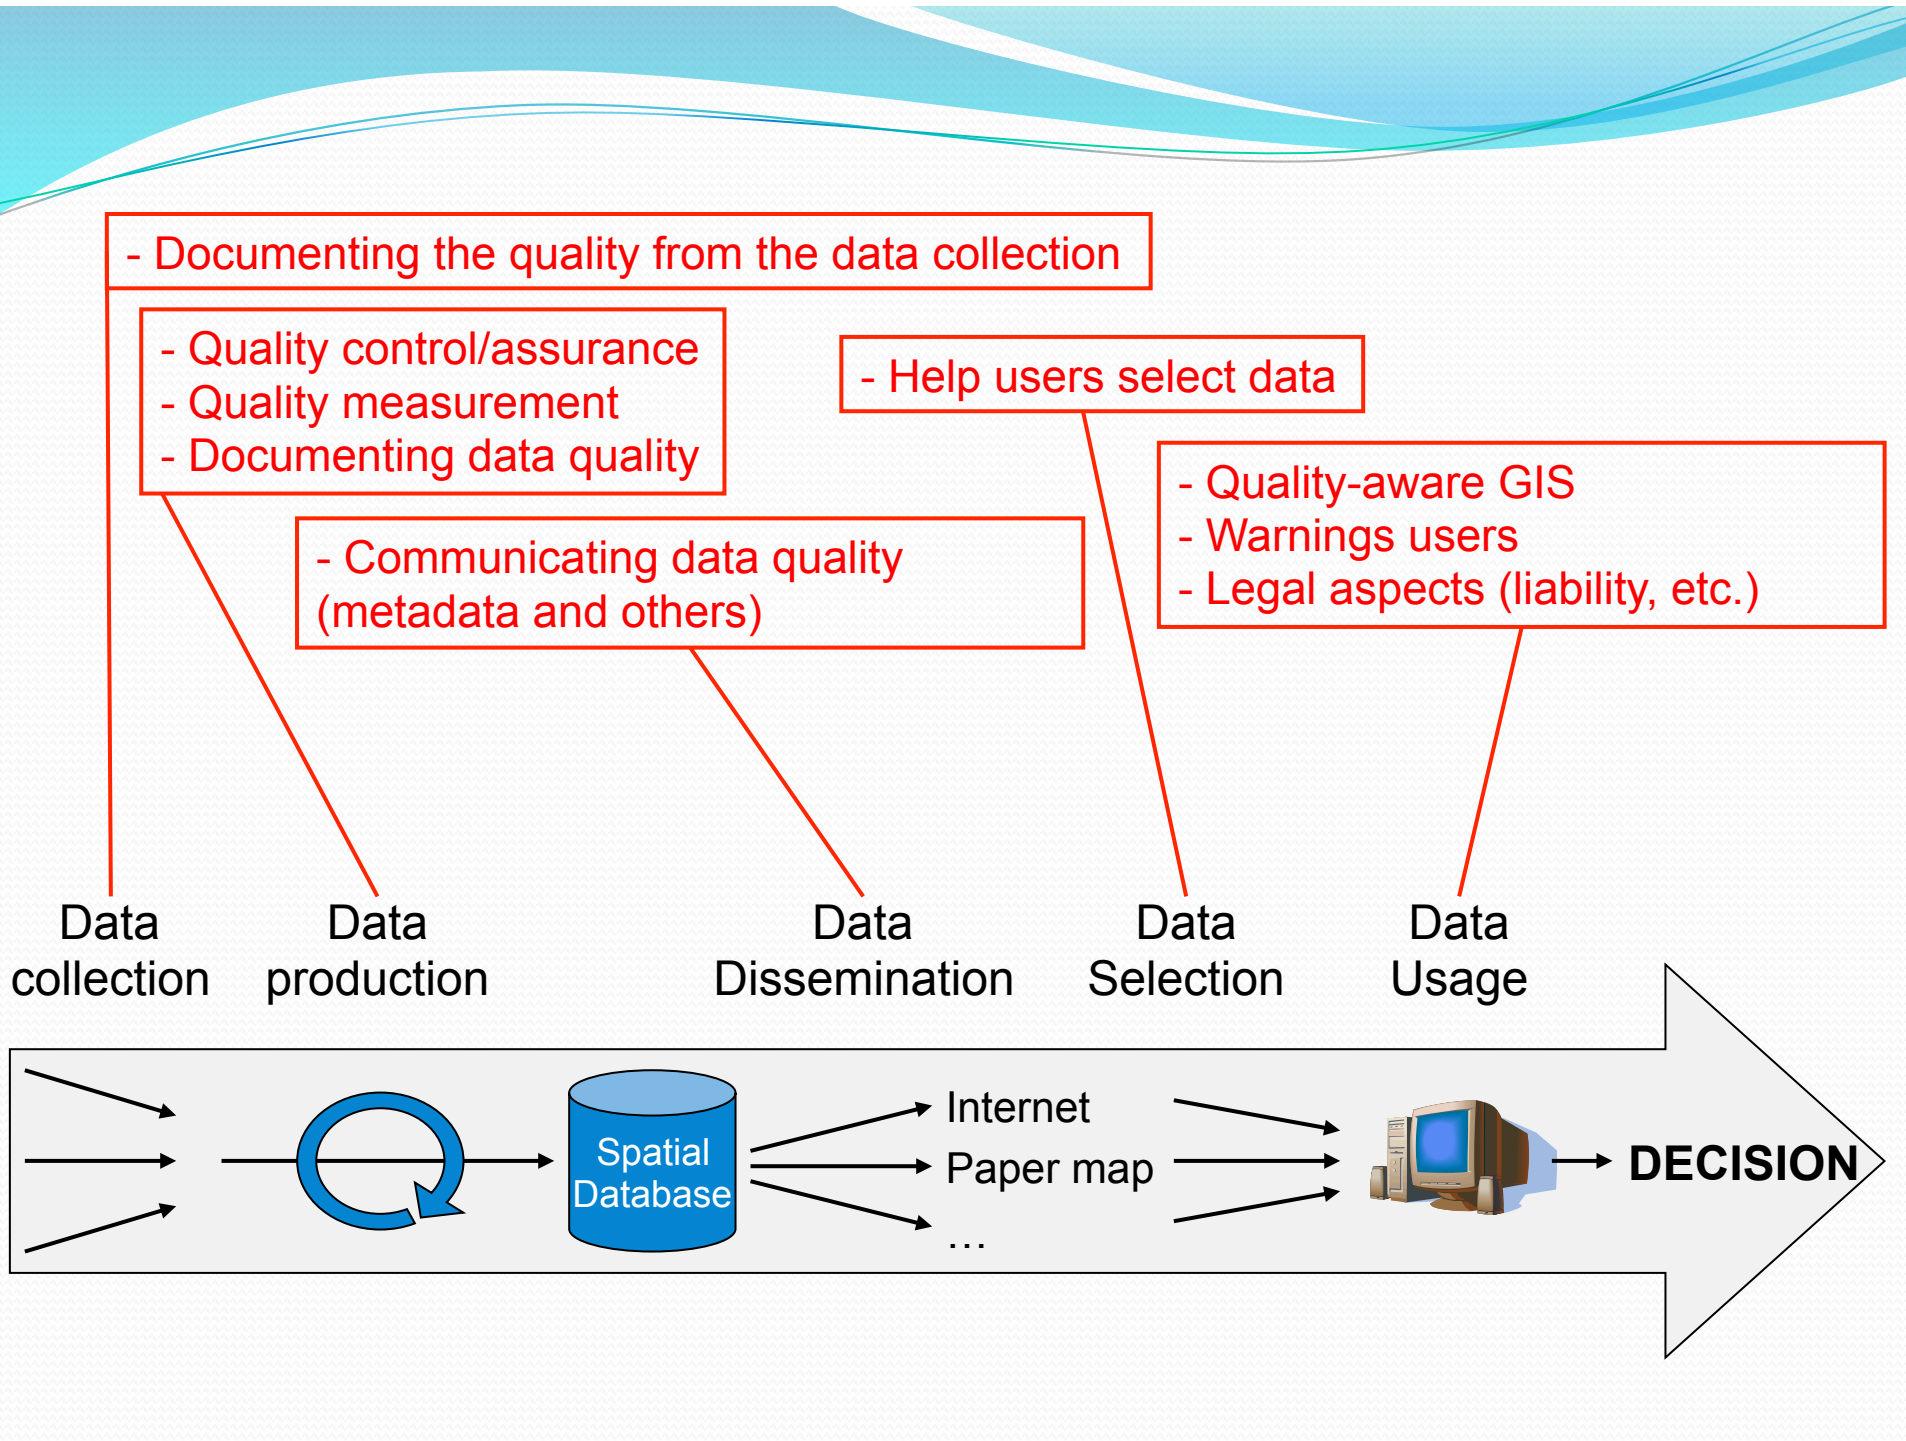 - Documenting the quality from the data collection
- Quality control/assurance
- Quality measurement
- Documenting data quality
- Help users select data
- Communicating data quality
(metadata and others)
- Quality-aware GIS
- Warnings users
- Legal aspects (liability, etc.)
Data
collection
Data
production
Data
Dissemination
Data
Selection
Data
Usage
Spatial
Database
Internet
Paper map
…
DECISION